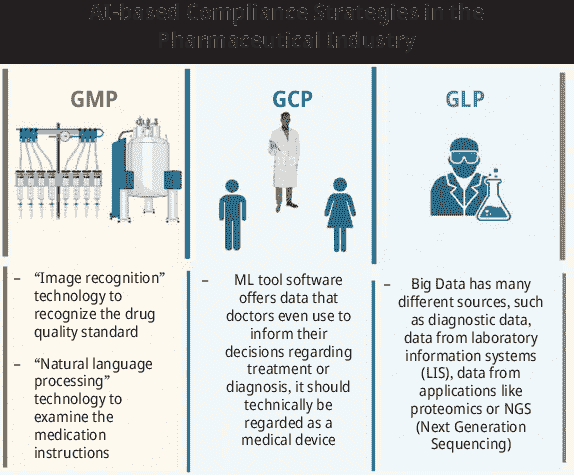 AI-based Compliance Strategies in the
Pharmaceutical Industry
GMP
– “Image recognition”
technology to
recognize the drug
quality standard
– “Natural language
processing”
technology to
examine the
medication
instructions
GCP
– ML tool software
offers data that
doctors even use to
inform their
decisions regarding
treatment or
diagnosis, it should
technically be
regarded as a
medical device
GLP
– Big Data has many
different sources, such
as diagnostic data,
data from laboratory
information systems
(LIS), data from
applications like
proteomics or NGS
(Next Generation
Sequencing)